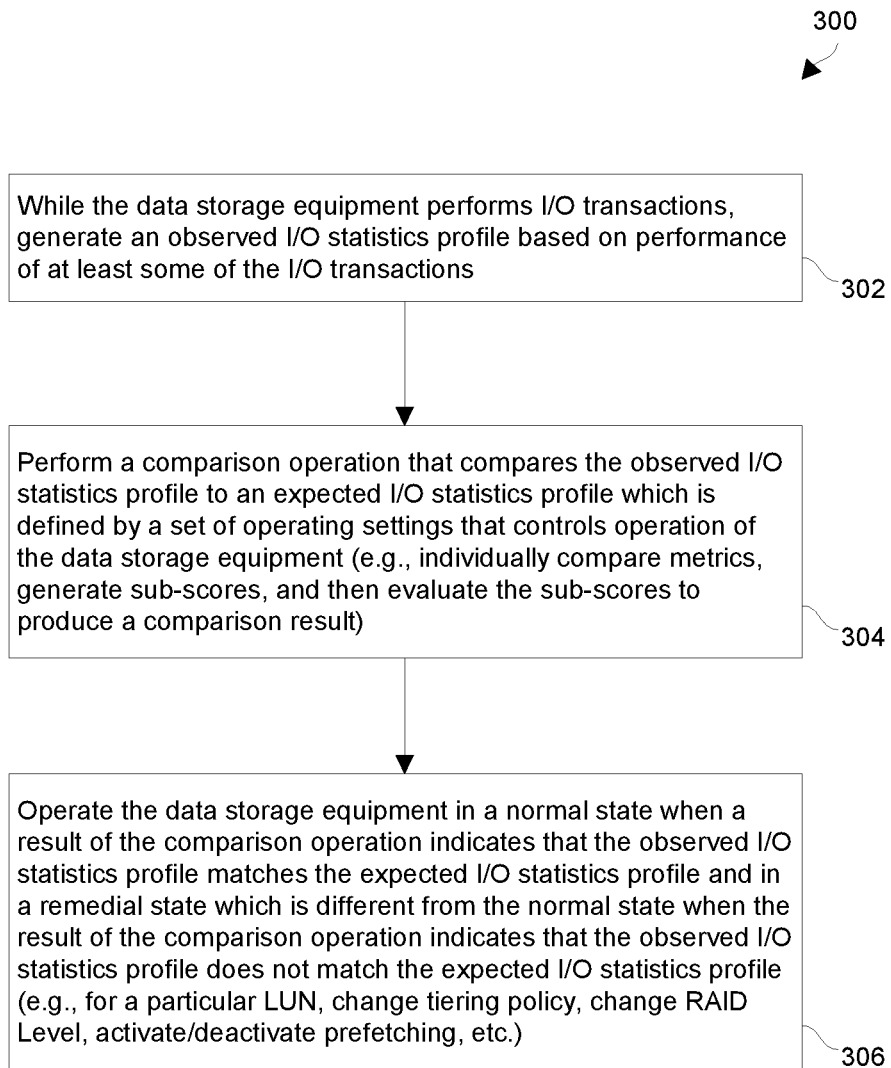 300
While the data storage equipment performs I/O transactions,
generate an observed I/O statistics profile based on performance
of at least some of the I/O transactions
302
Perform a comparison operation that compares the observed I/O
statistics profile to an expected I/O statistics profile which is
defined by a set of operating settings that controls operation of
the data storage equipment (e.g., individually compare metrics,
generate sub-scores, and then evaluate the sub-scores to
produce a comparison result)
304
Operate the data storage equipment in a normal state when a
result of the comparison operation indicates that the observed I/O
statistics profile matches the expected I/O statistics profile and in
a remedial state which is different from the normal state when the
result of the comparison operation indicates that the observed I/O
statistics profile does not match the expected I/O statistics profile
(e.g., for a particular LUN, change tiering policy, change RAID
Level, activate/deactivate prefetching, etc.)
306